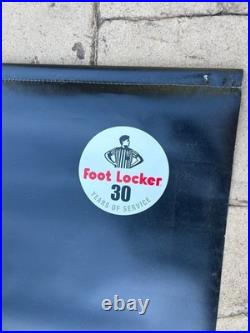 Foot Locker
30
YEARS OF SERVICE